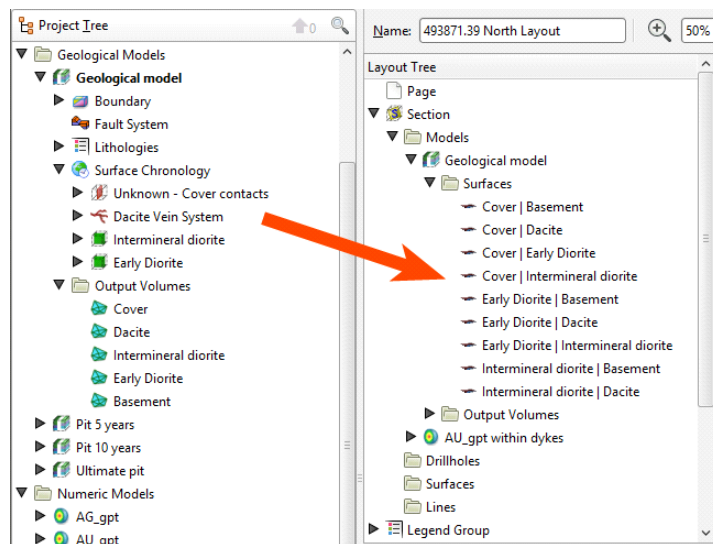 Project Tree
0
Geological Models
Geological model
Boundary
Fault System
Lithologies
Surface Chronology
Unknown - Cover contacts
Dacite Vein System
Intermineral diorite
Early Diorite
Output Volumes
Cover
Dacite
Intermineral diorite
Early Diorite
Basement
Pit 5 years
Pit 10 years
Ultimate pit
Numeric Models
AG_gpt
AU_gpt
Name: 493871.39 North Layout 50%
Layout Tree
Page
Section
Models
Geological model
Surfaces
Cover | Basement
Cover | Dacite
Cover | Early Diorite
Cover | Intermineral diorite
Early Diorite | Basement
Early Diorite | Dacite
Early Diorite | Intermineral diorite
Intermineral diorite | Basement
Intermineral diorite | Dacite
Output Volumes
AU_gpt within dykes
Drillholes
Surfaces
Lines
Legend Group